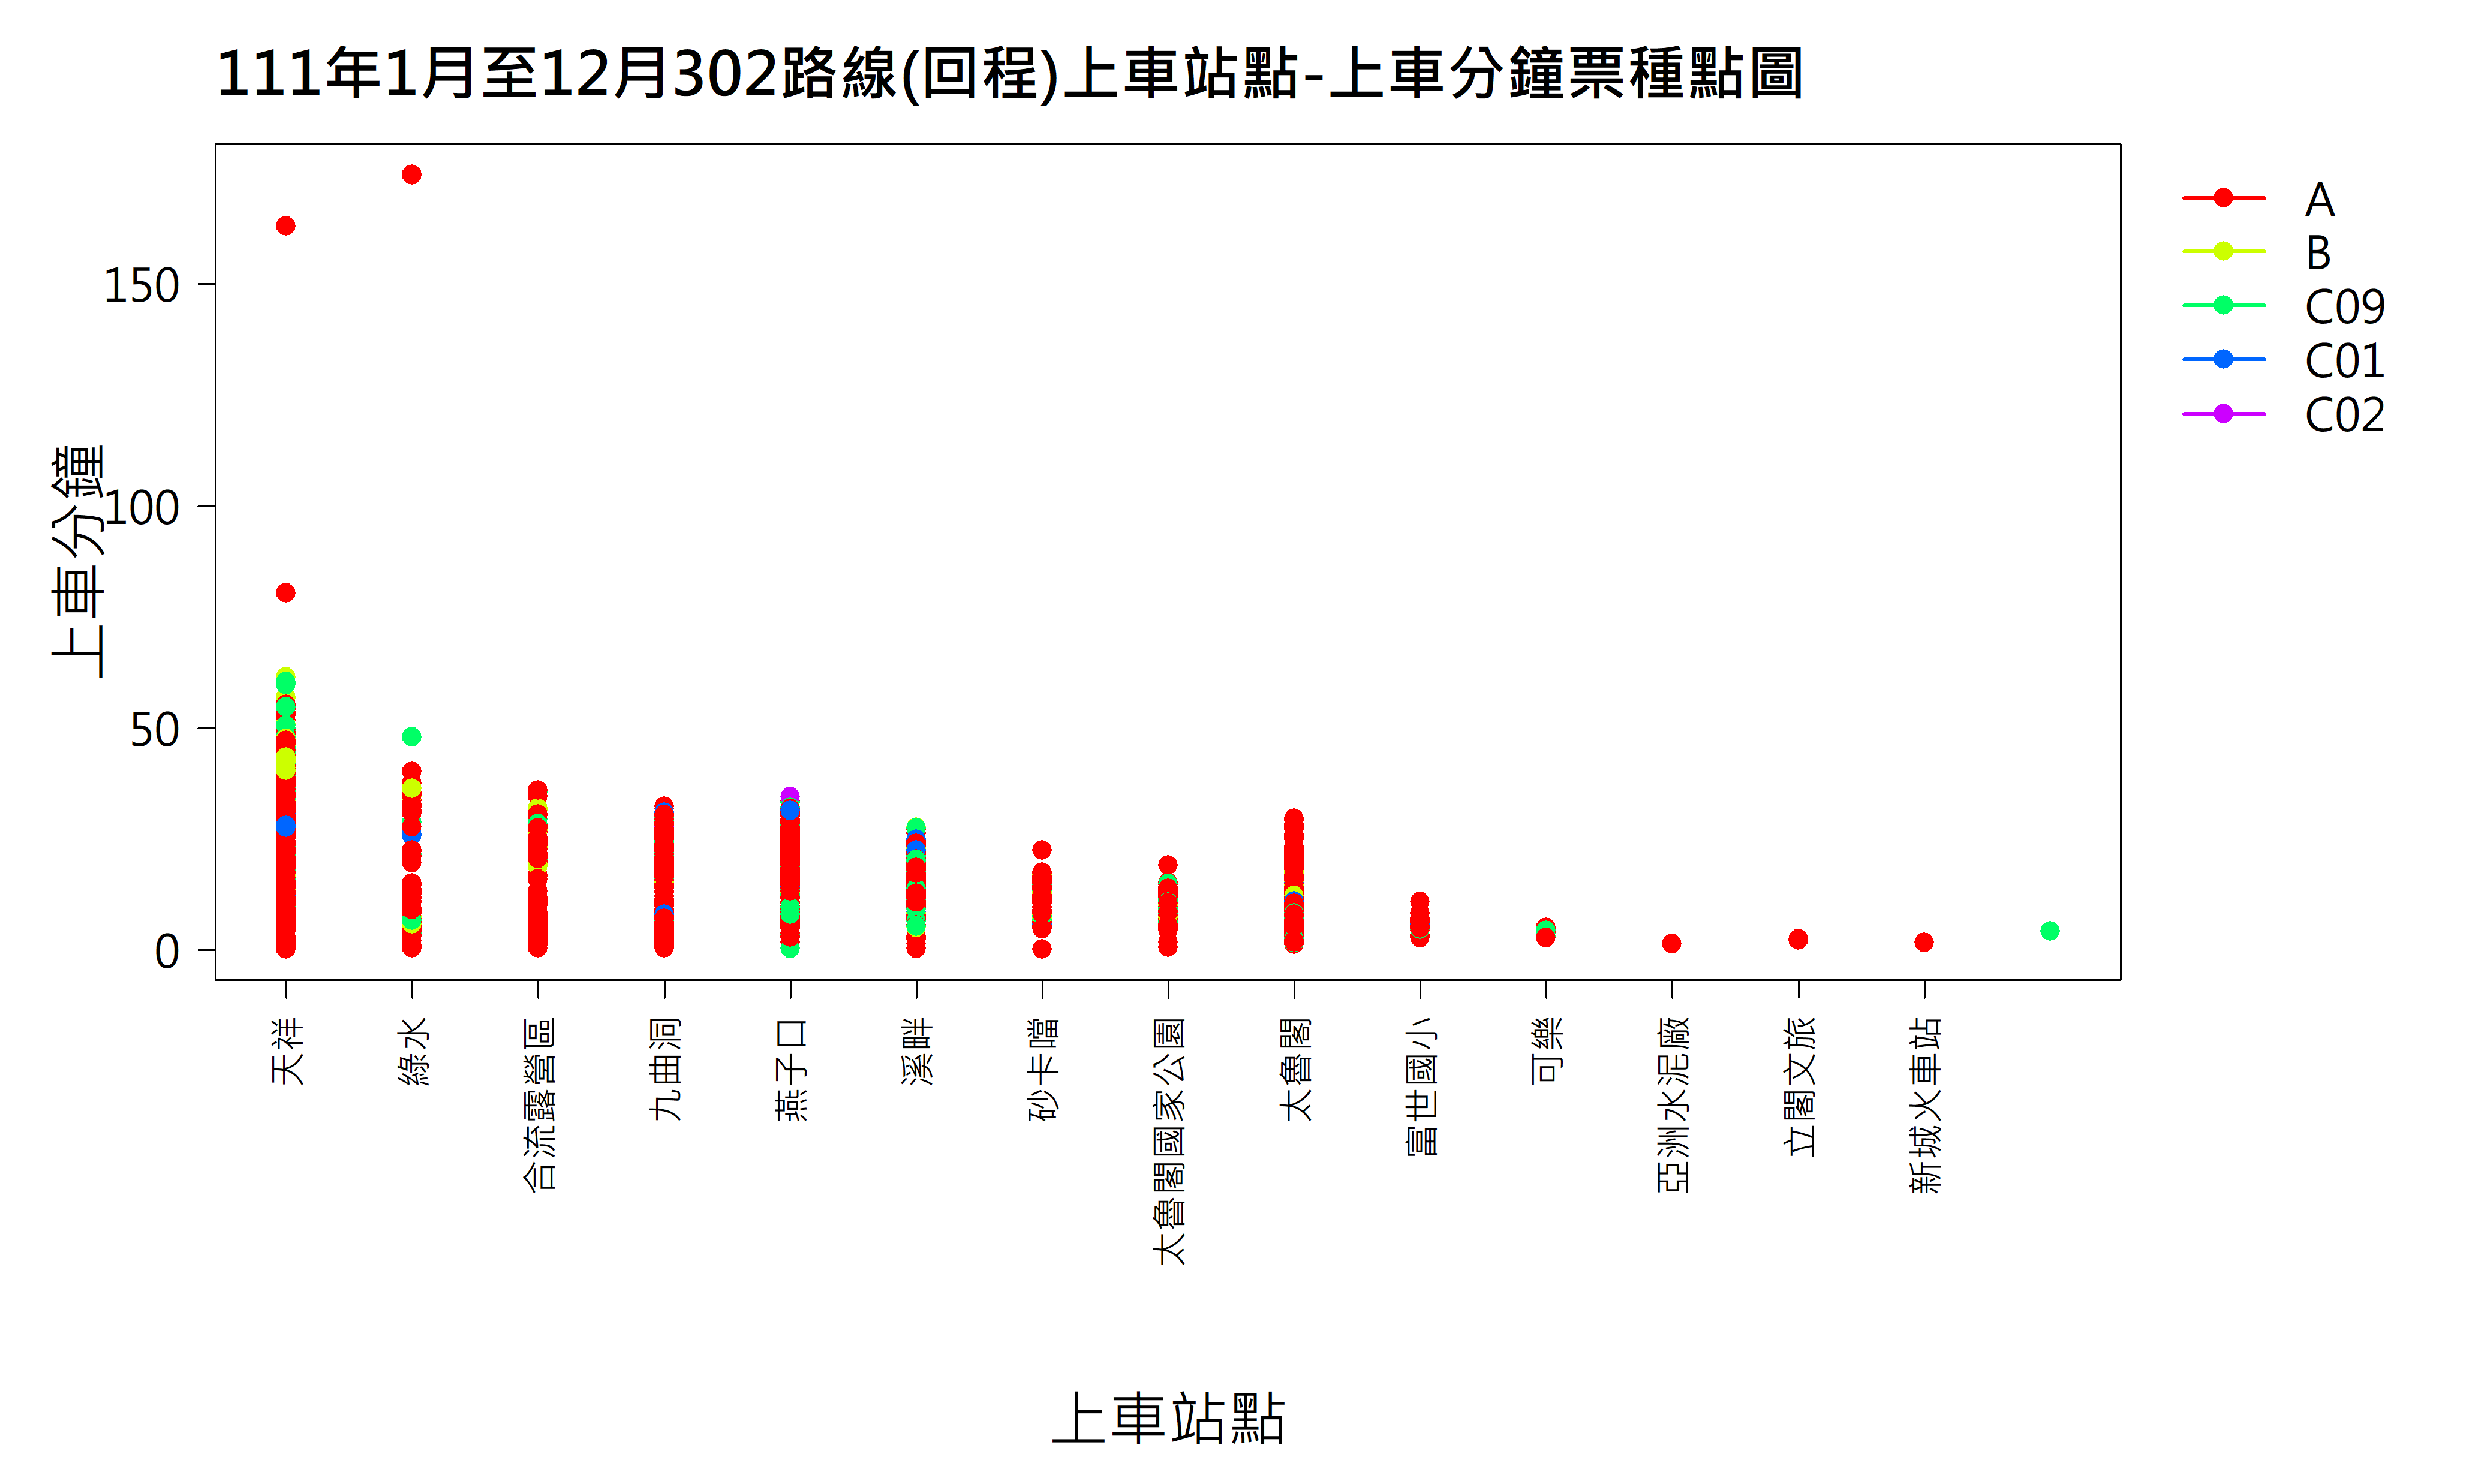 111年1月至12月302路線(回程)上車站點-上車分鐘票種點圖
A
B
C09
C01
C02
上車分鐘
150
100
50
0
天祥
綠水
合流露營區
九曲洞
燕子口
溪畔
砂卡噹
太魯閣國家公園
太魯閣
富世國小
可樂
亞洲水泥廠
立閣文旅
新城火車站
上車站點